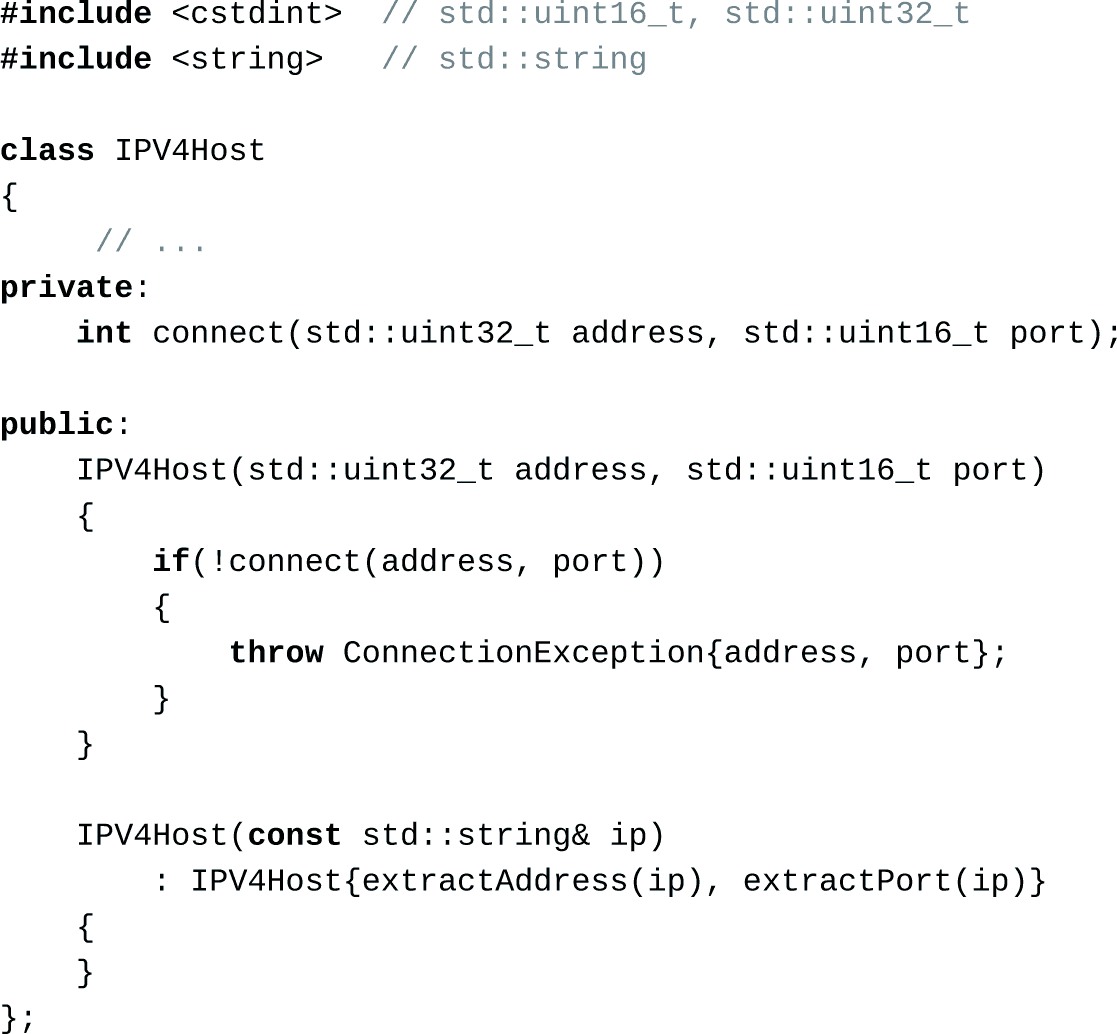 #include <cstdint>  // std::uint16_t, std::uint32_t
#include <string>   // std::string

class IPV4Host
{
     // ...
private:
    int connect(std::uint32_t address, std::uint16_t port);

public:
    IPV4Host(std::uint32_t address, std::uint16_t port)
    {
        if(!connect(address, port))
        {
            throw ConnectionException{address, port};
        }
    }

    IPV4Host(const std::string& ip)
        : IPV4Host{extractAddress(ip), extractPort(ip)}
    {
    }
};